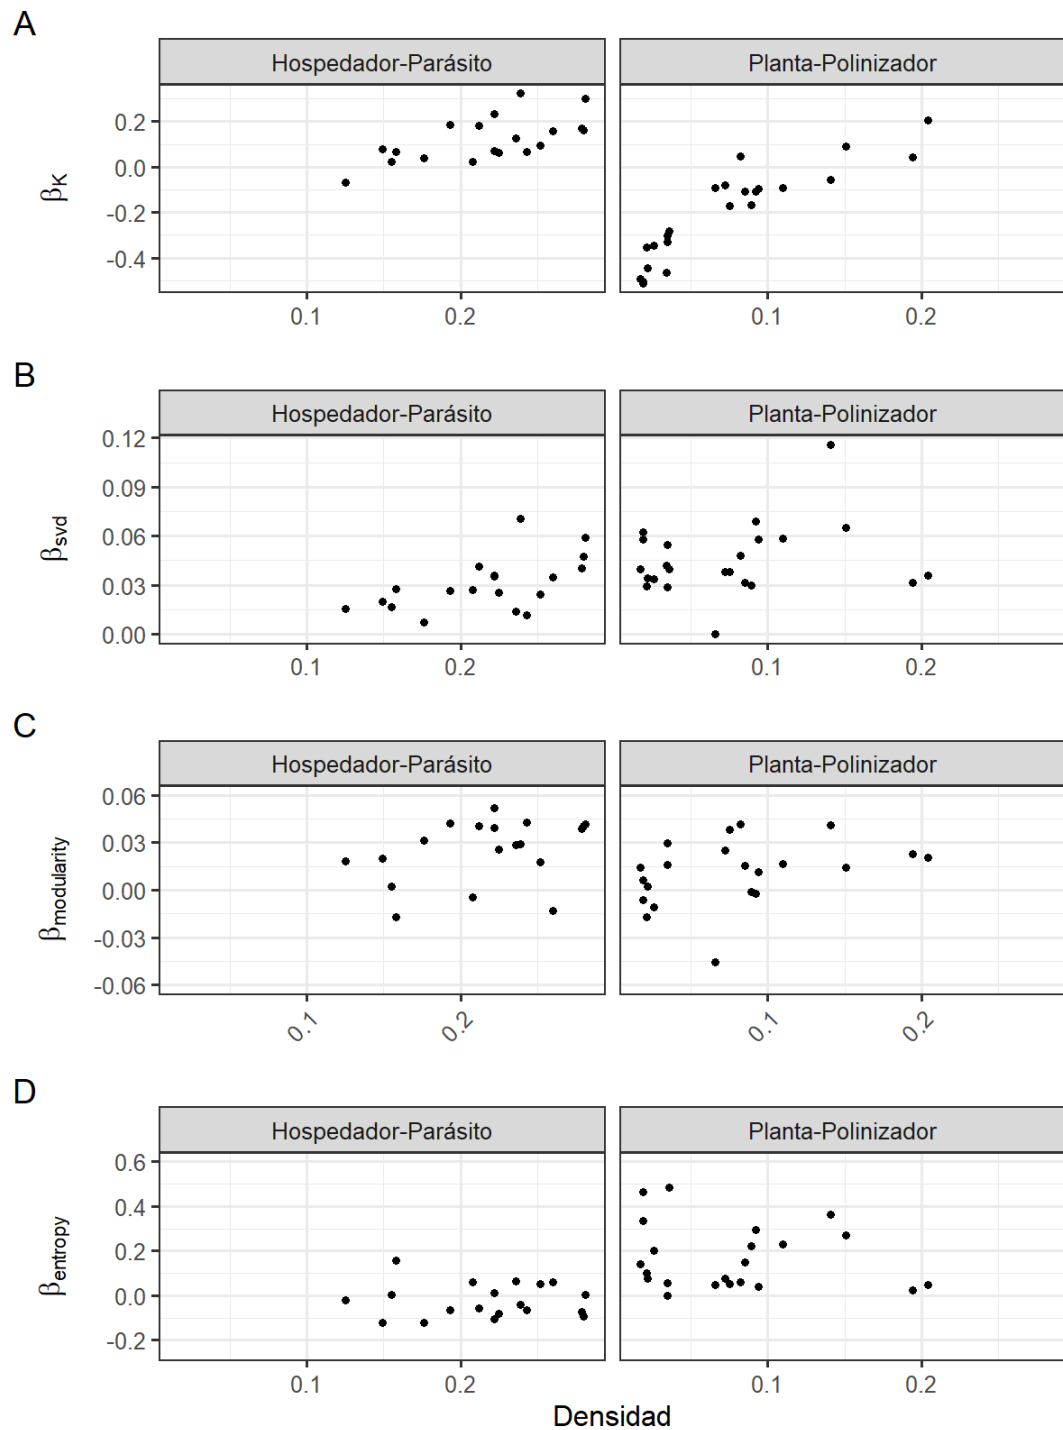 A
Hospedador-Parásito Planta-Polinizador
βK
0.2
0.0
-0.2
-0.4
0.1 0.2 0.1 0.2
B
Hospedador-Parásito Planta-Polinizador
βsvd
0.12
0.09
0.06
0.03
0.00
0.1 0.2 0.1 0.2
C
Hospedador-Parásito Planta-Polinizador
βmodularity
0.06
0.03
0.00
-0.03
-0.06
0.1 0.2 0.1 0.2
D
Hospedador-Parásito Planta-Polinizador
βentropy
0.6
0.4
0.2
0.0
-0.2
0.1 0.2 0.1 0.2
Densidad